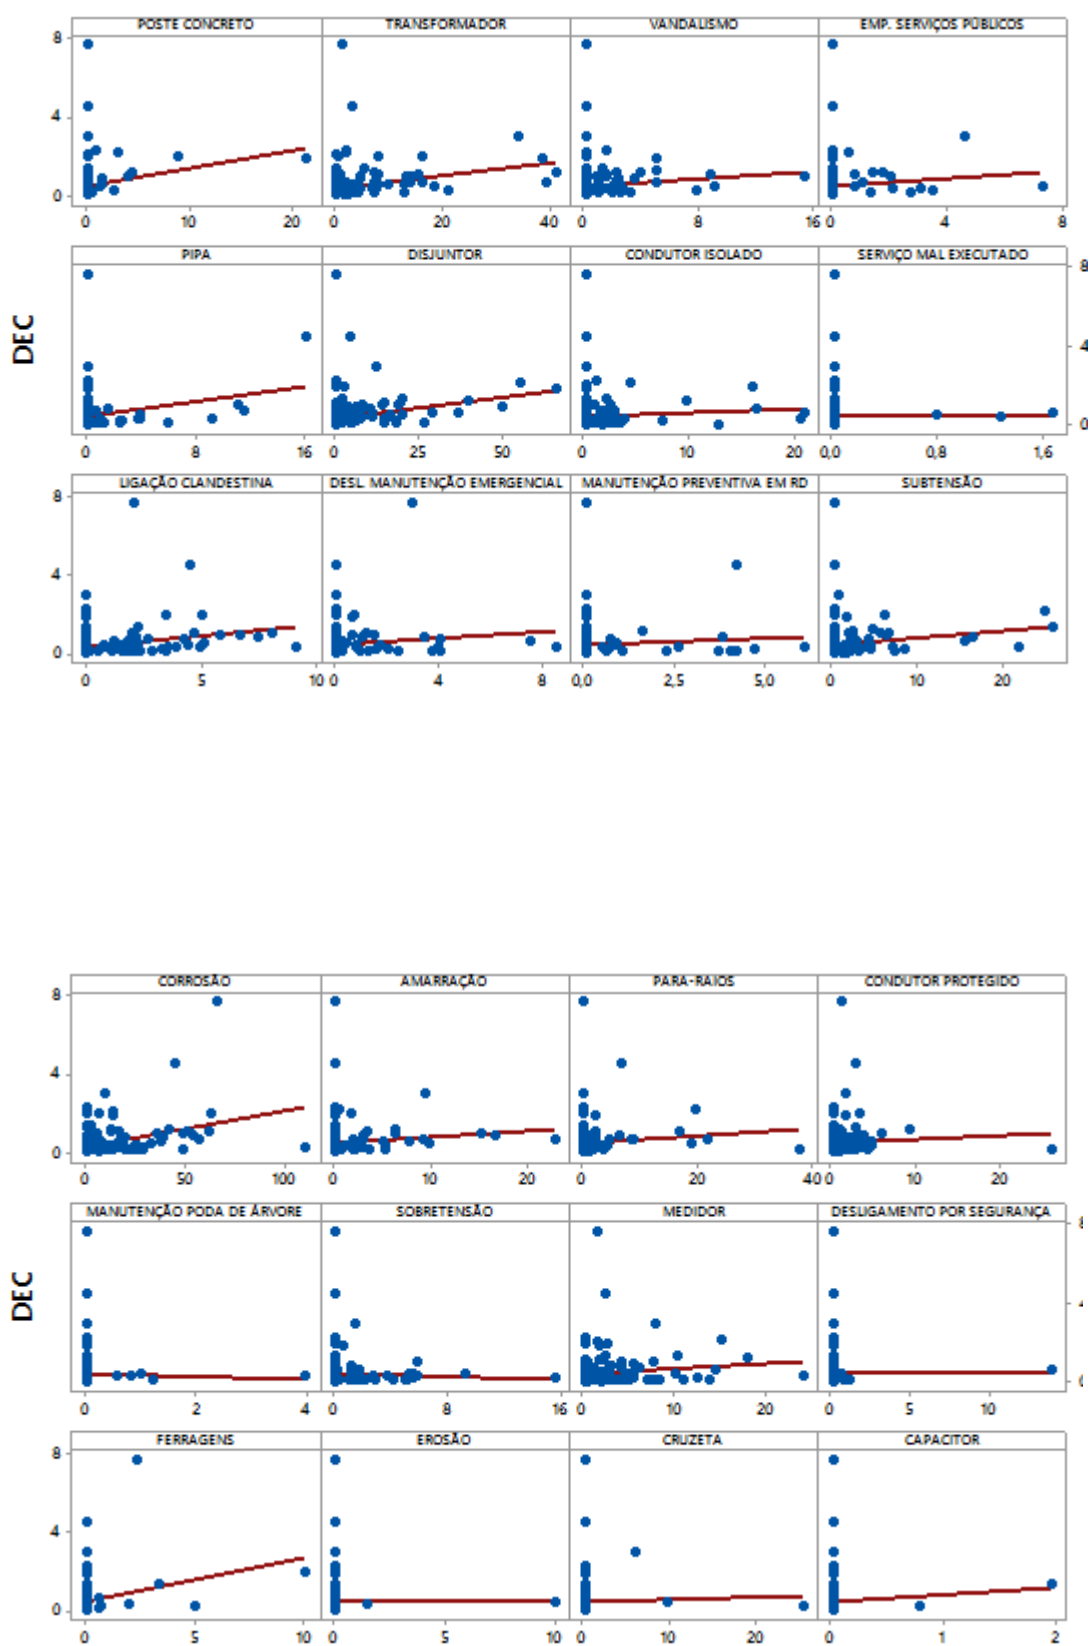 POSTE CONCRETO TRANSFORMADOR VANDALISMO EMP. SERVIÇOS PÚBLICOS
8
4
0
0 10 20 0 20 40 0 8 16 0 4 8
PIPA DISJUNTOR CONDUTOR ISOLADO SERVIÇO MAL EXECUTADO
8
4
0
DEC
0 8 16 0 25 50 0 10 20 0,0 0,8 1,6
LIGAÇÃO CLANDESTINA DESL. MANUTENÇÃO EMERGENCIAL MANUTENÇÃO PREVENTIVA EM RD SUBTENSÃO
8
4
0
0 5 10 0 4 8 0,0 2,5 5,0 0 10 20
CORROSÃO AMARRAÇÃO PARA-RAIOS CONDUTOR PROTEGIDO
8
4
0
0 50 100 0 10 20 0 20 40 0 10 20
MANUTENÇÃO PODA DE ÁRVORE SOBRETENSÃO MEDIDOR DESLIGAMENTO POR SEGURANÇA
8
4
0
DEC
0 2 4 0 8 16 0 10 20 0 5 10
FERRAGENS EROSÃO CRUZETA CAPACITOR
8
4
0
0 5 10 0 5 10 0 10 20 0 1 2